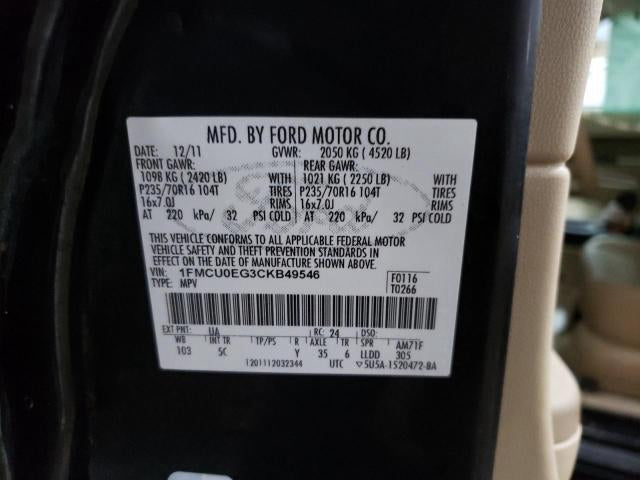 MFD. BY FORD MOTOR CO.
DATE: 12/11 GVWR: 2050 KG (4520 LB)
FRONT GAWR: REAR GAWR:
1098 KG (2420 LB) WITH 1021 KG (2250 LB) WITH
P235/70R16 104T TIRES P235/70R16 104T TIRES
16x7.0J RIMS 16x7.0J RIMS
AT 220 kPa/ 32 PSI COLD AT 220 kPa/ 32 PSI COLD
THIS VEHICLE CONFORMS TO ALL APPLICABLE FEDERAL MOTOR
VEHICLE SAFETY AND THEFT PREVENTION STANDARDS IN
EFFECT ON THE DATE OF MANUFACTURE SHOWN ABOVE.
VIN: 1FMCU0EG3CKB49546 F0116
TYPE: MPV T0266
EXT PNT: UA RC: 24 DSO:
WB INT TR TP/PS R AXLE TR SPR AM71F
103 5C Y 35 6 LLDD 305
1201112032344 UTC ▽5U5A-1520472-BA
Ford